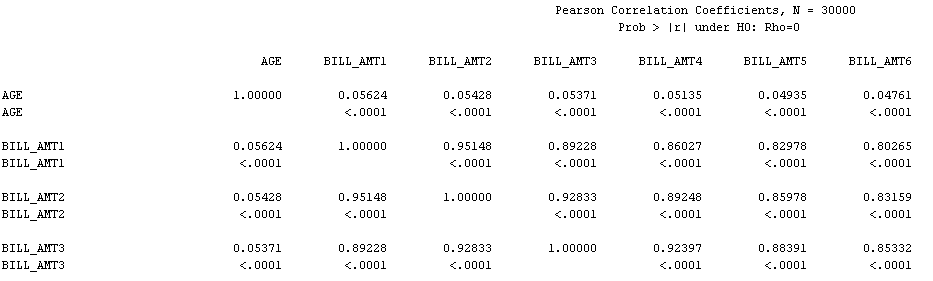 Pearson Correlation Coefficients, N = 30000
Prob > |r| under H0: Rho=0
AGE BILL_AMT1 BILL_AMT2 BILL_AMT3 BILL_AMT4 BILL_AMT5 BILL_AMT6
AGE 1.00000 0.05624 0.05428 0.05371 0.05135 0.04935 0.04761
AGE <.0001 <.0001 <.0001 <.0001 <.0001 <.0001
BILL_AMT1 0.05624 1.00000 0.95148 0.89228 0.86027 0.82978 0.80265
BILL_AMT1 <.0001 <.0001 <.0001 <.0001 <.0001 <.0001
BILL_AMT2 0.05428 0.95148 1.00000 0.92833 0.89248 0.85978 0.83159
BILL_AMT2 <.0001 <.0001 <.0001 <.0001 <.0001 <.0001
BILL_AMT3 0.05371 0.89228 0.92833 1.00000 0.92397 0.88391 0.85332
BILL_AMT3 <.0001 <.0001 <.0001 <.0001 <.0001 <.0001